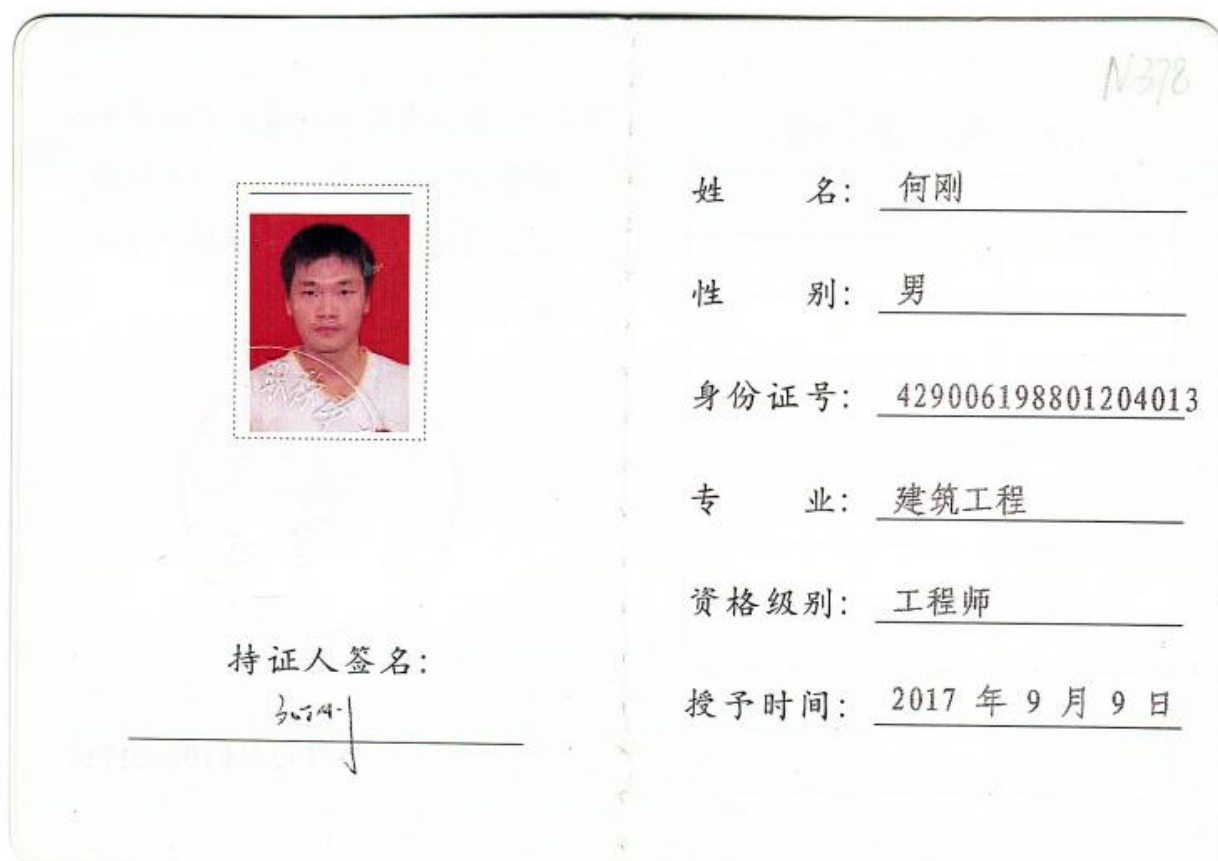 N378
姓 名: 何刚
性 别: 男
身份证号: 429006198801204013
专 业: 建筑工程
资格级别: 工程师
授予时间: 2017 年 9 月 9 日
持证人签名: